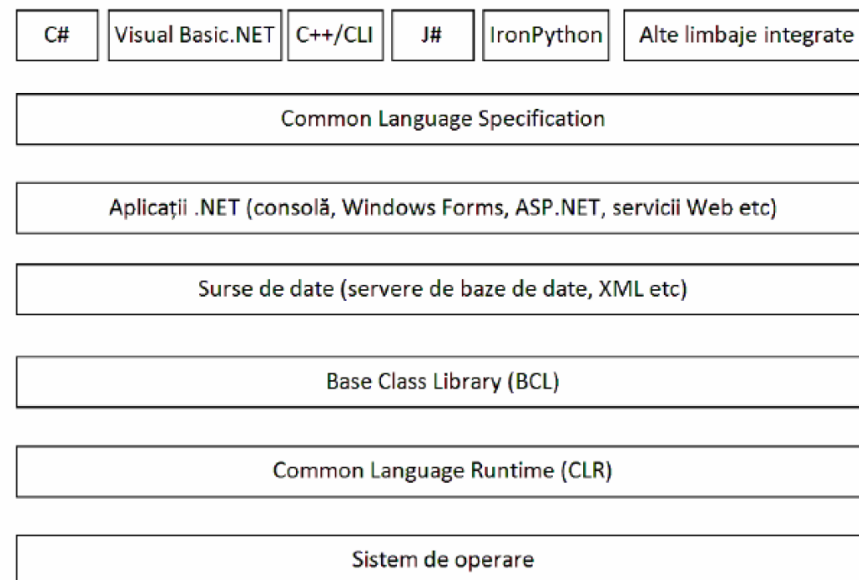 C# Visual Basic.NET C++/CLI J# IronPython Alte limbaje integrate
Common Language Specification
Aplicații .NET (consolă, Windows Forms, ASP.NET, servicii Web etc)
Surse de date (servere de baze de date, XML etc)
Base Class Library (BCL)
Common Language Runtime (CLR)
Sistem de operare